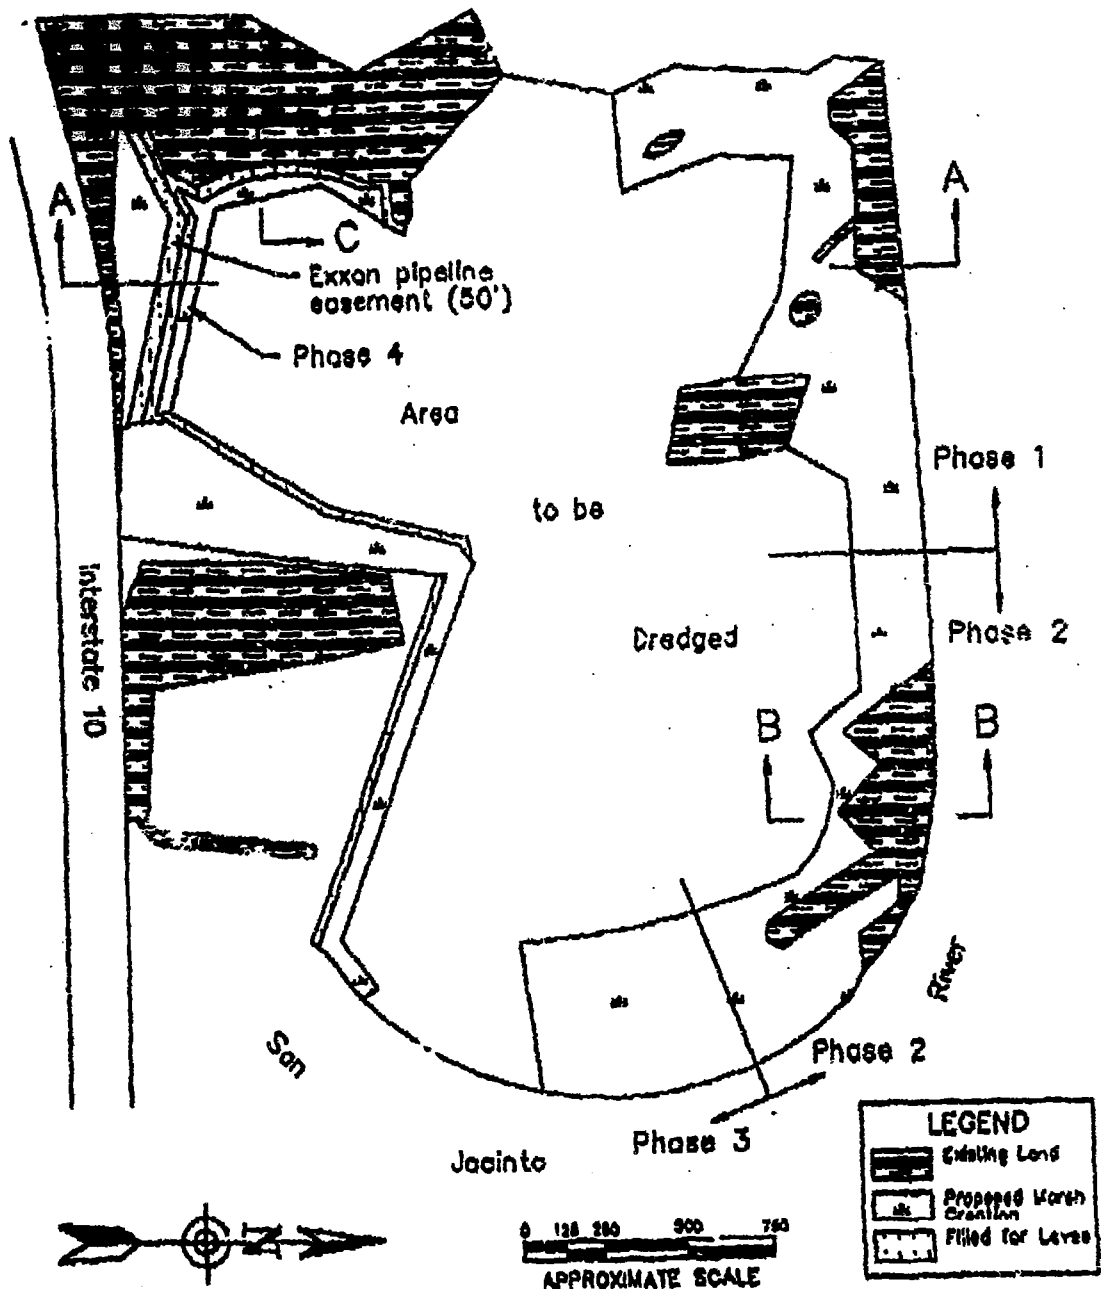 A
A
C
Exxon pipeline
easement (50')
Phase 4
Area
Phase 1
to be
Interstate 10
Dredged
Phase 2
B
B
River
San
Phase 2
Phase 3
Jacinto
LEGEND
Existing Land
Proposed Marsh
Creation
Filled for Levee
N
0 125 250 500 750
APPROXIMATE SCALE